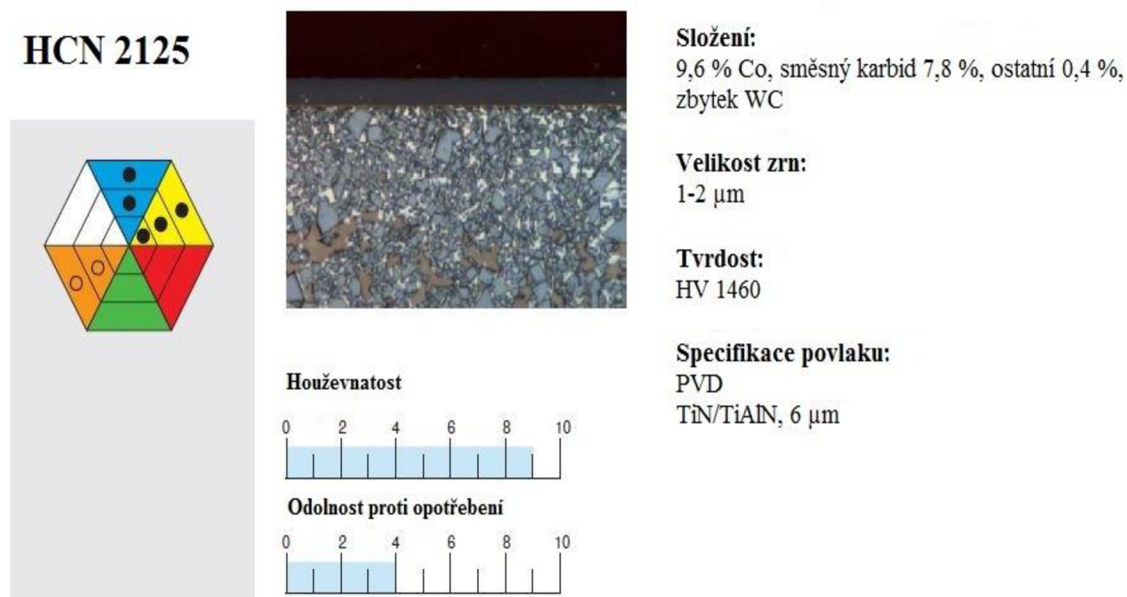 HCN 2125
Složení:
9,6 % Co, směsný karbid 7,8 %, ostatní 0,4 %,
zbytek WC
Velikost zrn:
1-2 µm
Tvrdost:
HV 1460
Specifikace povlaku:
PVD
TiN/TiAlN, 6 µm
Houževnatost
0 2 4 6 8 10
Odolnost proti opotřebení
0 2 4 6 8 10